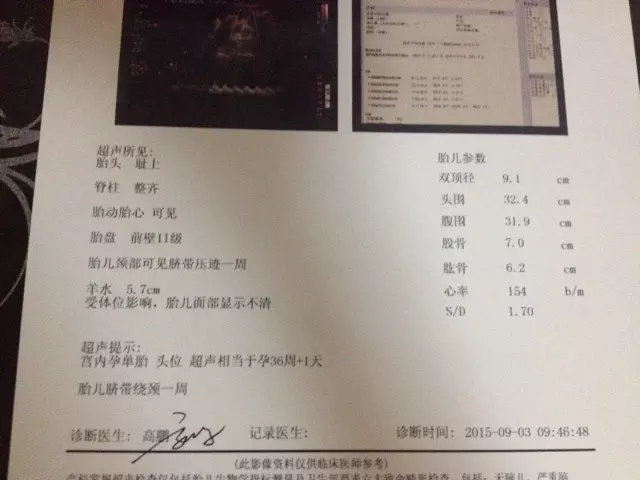 超声所见:
胎头 耻上
脊柱 整齐
胎动胎心 可见
胎盘 前壁II级
胎儿颈部可见脐带压迹一周
羊水 5.7cm
受体位影响，胎儿面部显示不清
胎儿参数
双顶径 9.1 cm
头围 32.4 cm
腹围 31.9 cm
股骨 7.0 cm
肱骨 6.2 cm
心率 154 b/m
S/D 1.70
超声提示:
宫内孕单胎 头位 超声相当于孕36周+1天
胎儿脐带绕颈一周
诊断医生: 高鹏 记录医生: 诊断时间: 2015-09-03 09:46:48
(此影像资料仅供临床医师参考)